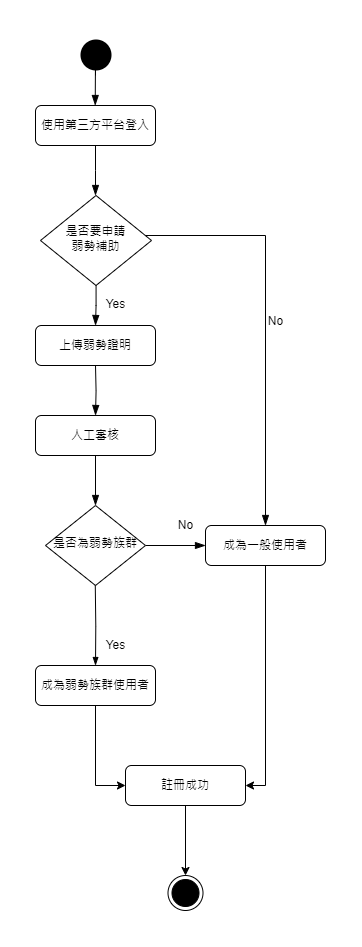 使用第三方平台登入
是否要申請
弱勢補助
Yes
No
上傳弱勢證明
人工審核
是否為弱勢族群
No
成為一般使用者
Yes
成為弱勢族群使用者
註冊成功